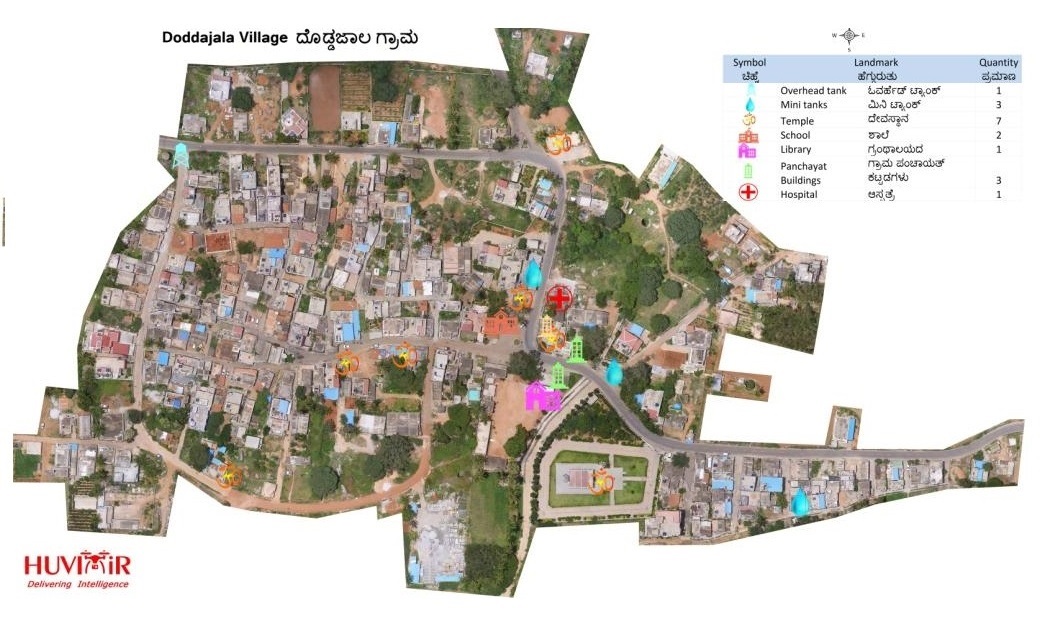 Doddajala Village ದೊಡ್ಡಜಾಲ ಗ್ರಾಮ
W E
S
Symbol Landmark Quantity
ಚಿಹ್ನೆ ಹೆಗ್ಗುರುತು ಪ್ರಮಾಣ
Overhead tank ಓವರ್ಹೆಡ್ ಟ್ಯಾಂಕ್ 1
Mini tanks ಮಿನಿ ಟ್ಯಾಂಕ್ 3
Temple ದೇವಸ್ಥಾನ 7
School ಶಾಲೆ 2
Library ಗ್ರಂಥಾಲಯದ 1
Panchayat ಗ್ರಾಮ ಪಂಚಾಯತ್
Buildings ಕಟ್ಟಡಗಳು 3
Hospital ಆಸ್ಪತ್ರೆ 1
HUVIAIR
Delivering Intelligence